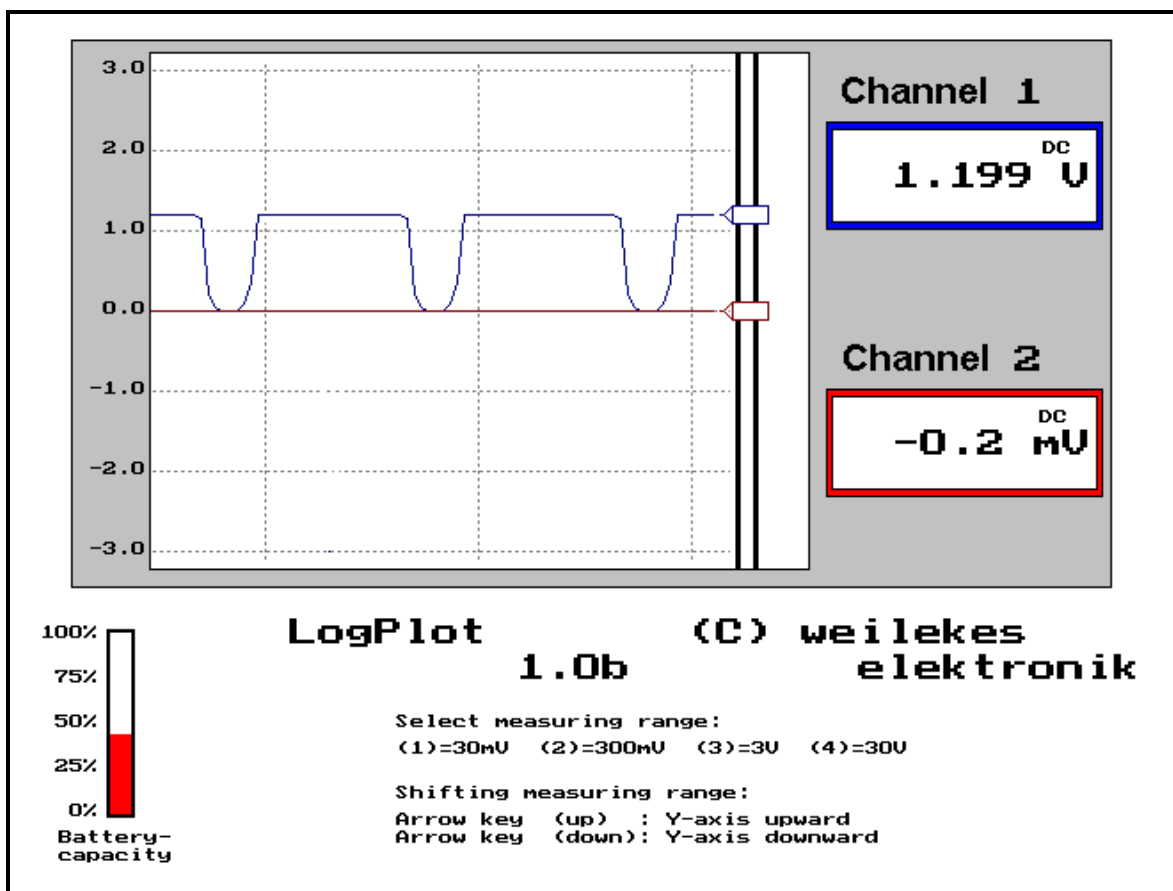 3.0
2.0
1.0
0.0
-1.0
-2.0
-3.0
Channel 1
DC
1.199 V
Channel 2
DC
-0.2 mV
100%
75%
50%
25%
0%
Battery-
capacity
LogPlot (C) weilekes
1.0b elektronik
Select measuring range:
(1)=30mV (2)=300mV (3)=3V (4)=30V
Shifting measuring range:
Arrow key (up) : Y-axis upward
Arrow key (down): Y-axis downward